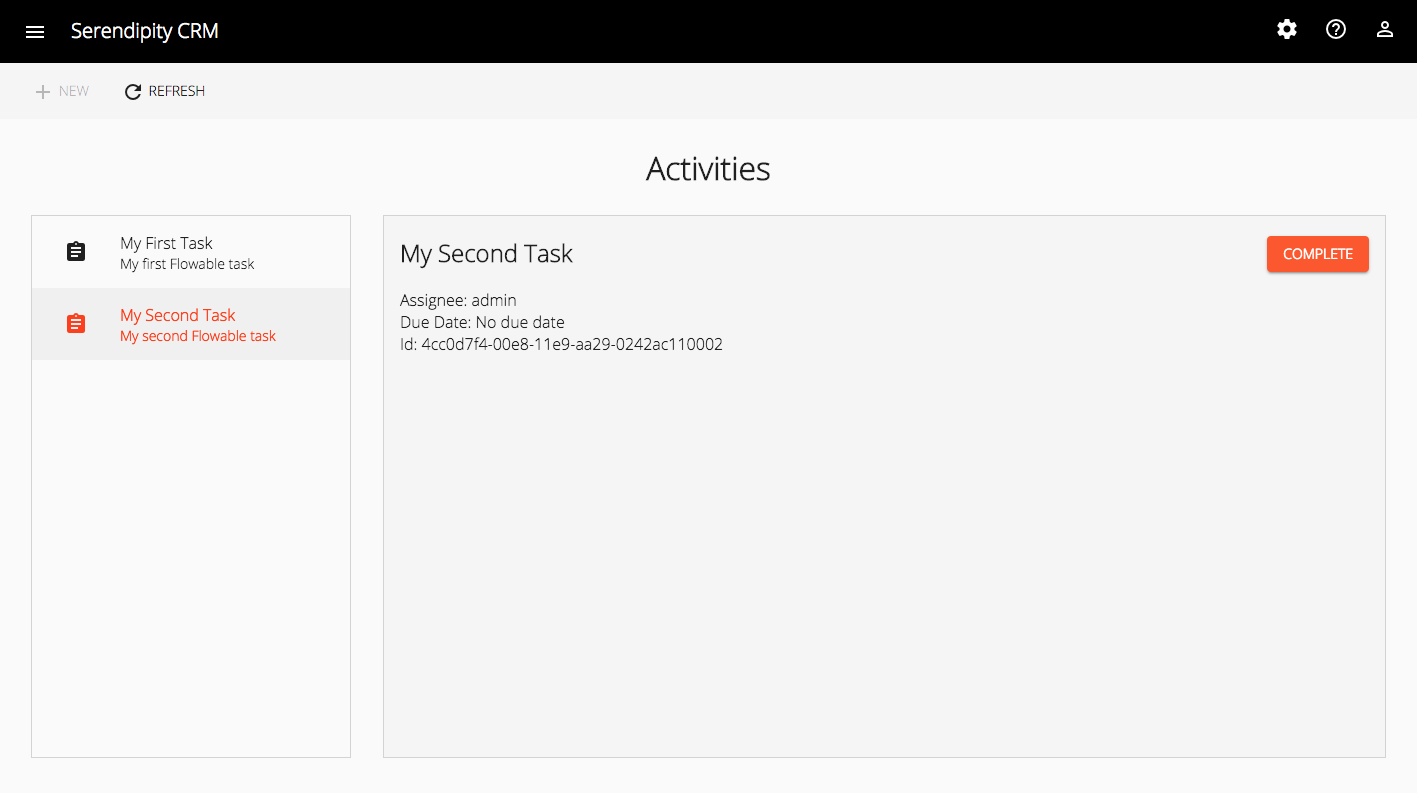 Serendipity CRM
NEW
REFRESH
Activities
My First Task
My first Flowable task
My Second Task
My second Flowable task
My Second Task
COMPLETE
Assignee: admin
Due Date: No due date
Id: 4cc0d7f4-00e8-11e9-aa29-0242ac110002